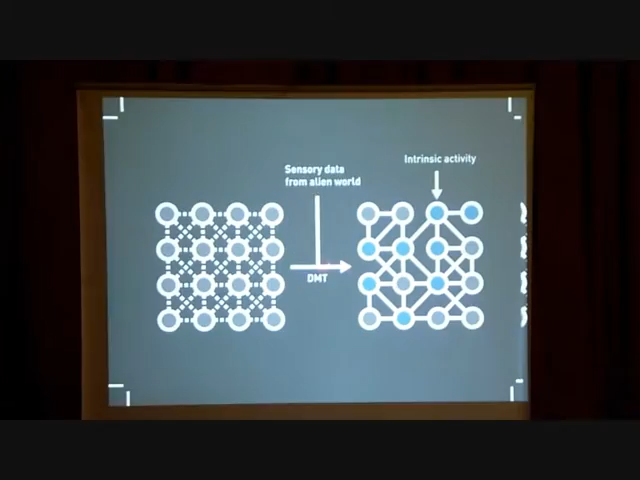 Intrinsic activity
Sensory data
from alien world
DMT